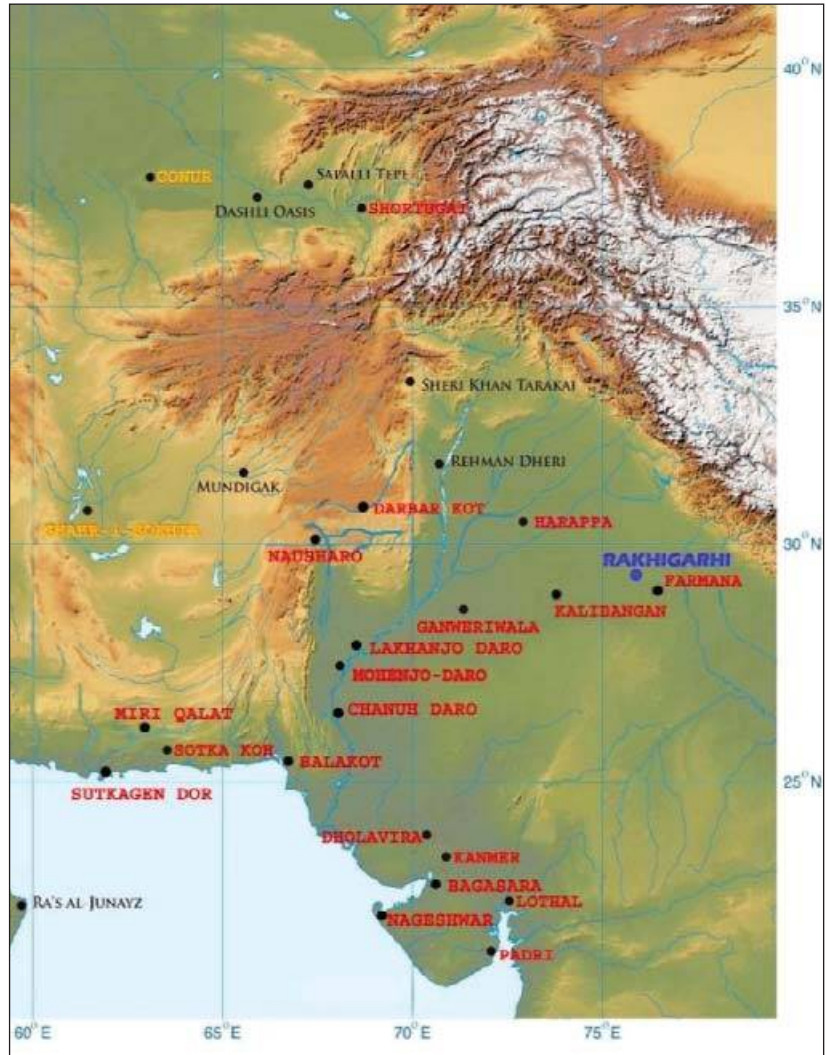 40°N
GONUR
SAPALLI TEPE
DASHLI OASIS
SHORTUGAI
35°N
SHERI KHAN TARAKAI
REHMAN DHERI
MUNDIGAK
DARBAR KOT
SHAHR-I-SOKHTA
HARAPPA
NAUSHARO
30°N
RAKHIGARHI
FARMANA
KALIBANGAN
GANWERIWALA
LAKHANJO DARO
MOHENJO-DARO
CHANUH DARO
MIRI QALAT
SOTKA KOH
BALAKOT
25°N
SUTKAGEN DOR
DHOLAVIRA
KANMER
BAGASARA
LOTHAL
RA'S AL-JUNAYZ
NAGESHWAR
PADRI
60°E
65°E
70°E
75°E